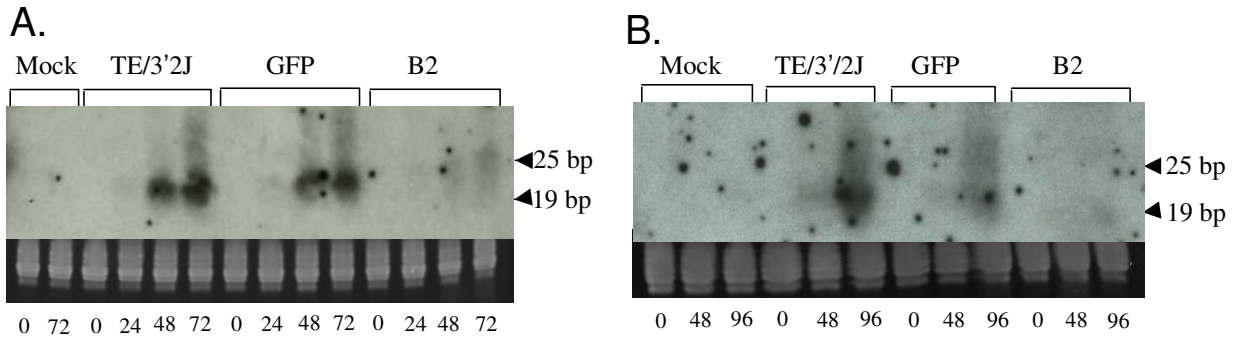 A.
Mock TE/3'2J GFP B2
25 bp
19 bp
0 72 0 24 48 72 0 24 48 72 0 24 48 72
B.
Mock TE/3'/2J GFP B2
25 bp
19 bp
0 48 96 0 48 96 0 48 96 0 48 96